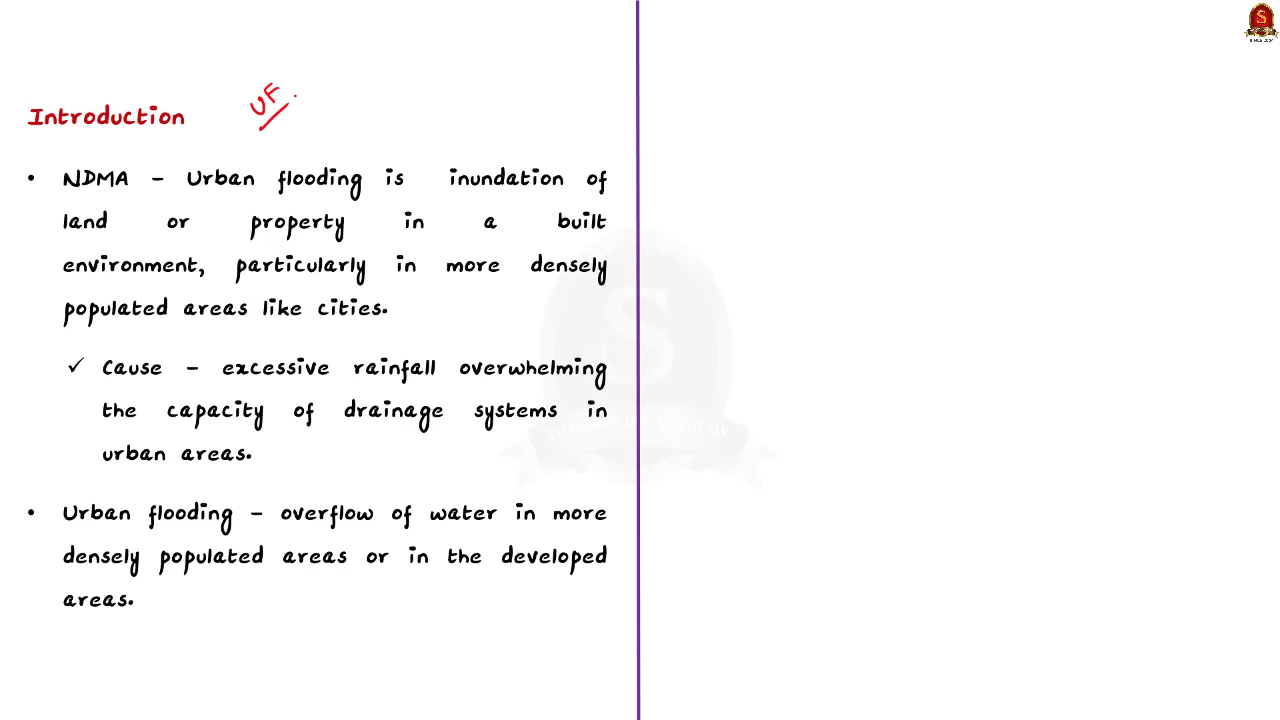 Introduction
UF
• NDMA – Urban flooding is inundation of
land or property in a built
environment, particularly in more densely
populated areas like cities.
✓ Cause – excessive rainfall overwhelming
the capacity of drainage systems in
urban areas.
• Urban flooding – overflow of water in more
densely populated areas or in the developed
areas.
S